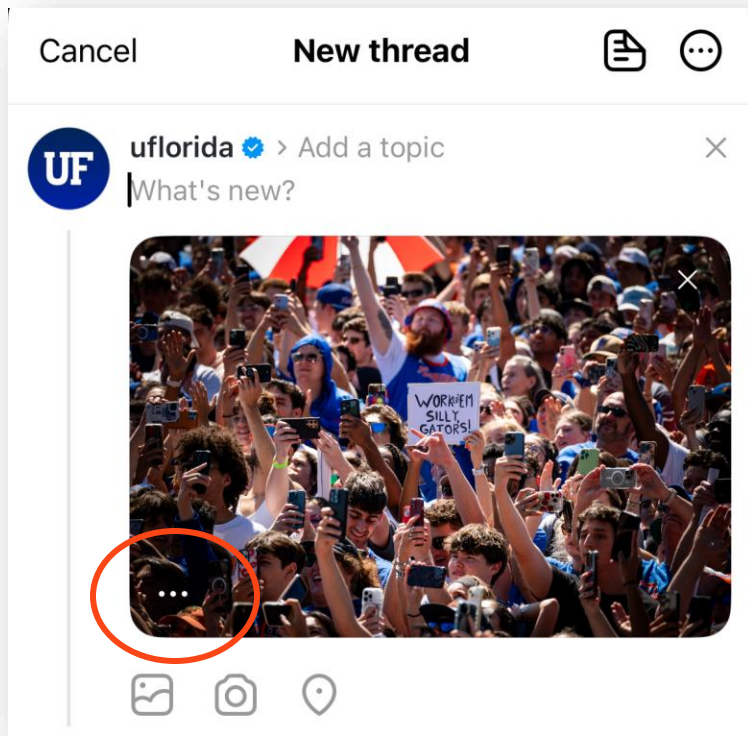 Cancel
New thread
UF
uflorida > Add a topic
What's new?
WORK'EM
SILLY,
GATORS!